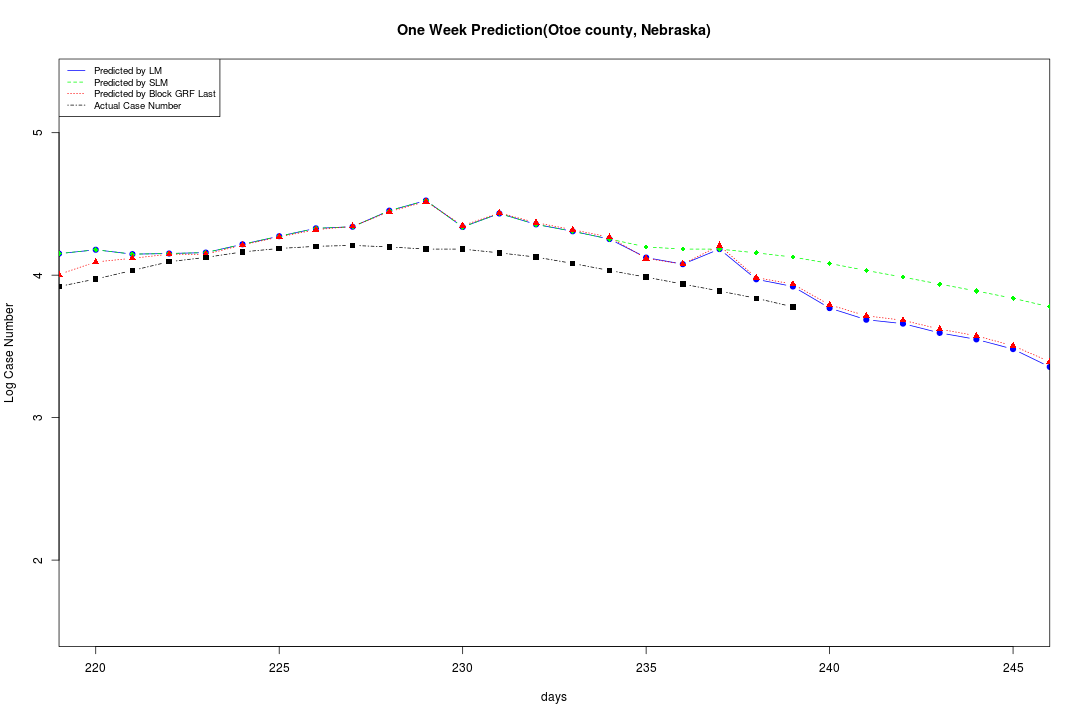 One Week Prediction(Otoe county, Nebraska)
Predicted by LM
Predicted by SLM
Predicted by Block GRF Last
Actual Case Number
5
4
3
2
Log Case Number
220 225 230 235 240 245
days